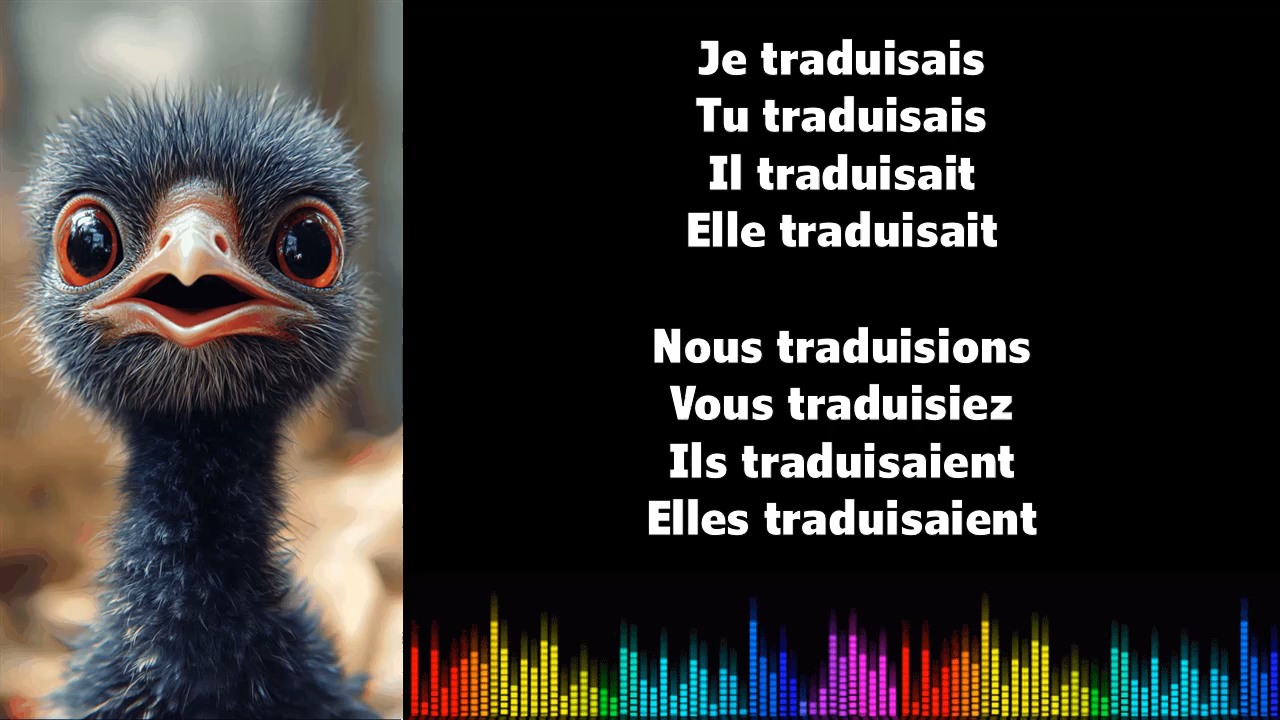 Je traduisais
Tu traduisais
Il traduisait
Elle traduisait
Nous traduisions
Vous traduisiez
Ils traduisaient
Elles traduisaient